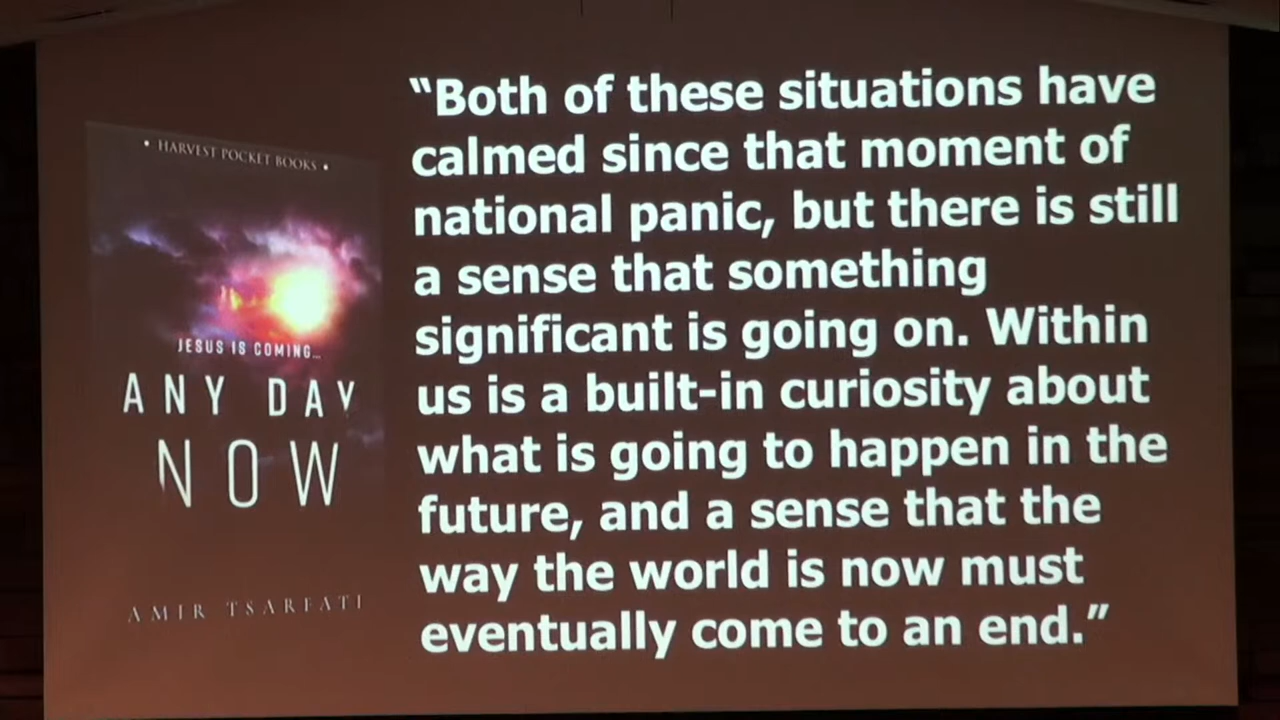 • HARVEST POCKET BOOKS •
JESUS IS COMING...
ANY DAY
NOW
AMIR TSARFATI
“Both of these situations have
calmed since that moment of
national panic, but there is still
a sense that something
significant is going on. Within
us is a built-in curiosity about
what is going to happen in the
future, and a sense that the
way the world is now must
eventually come to an end.”